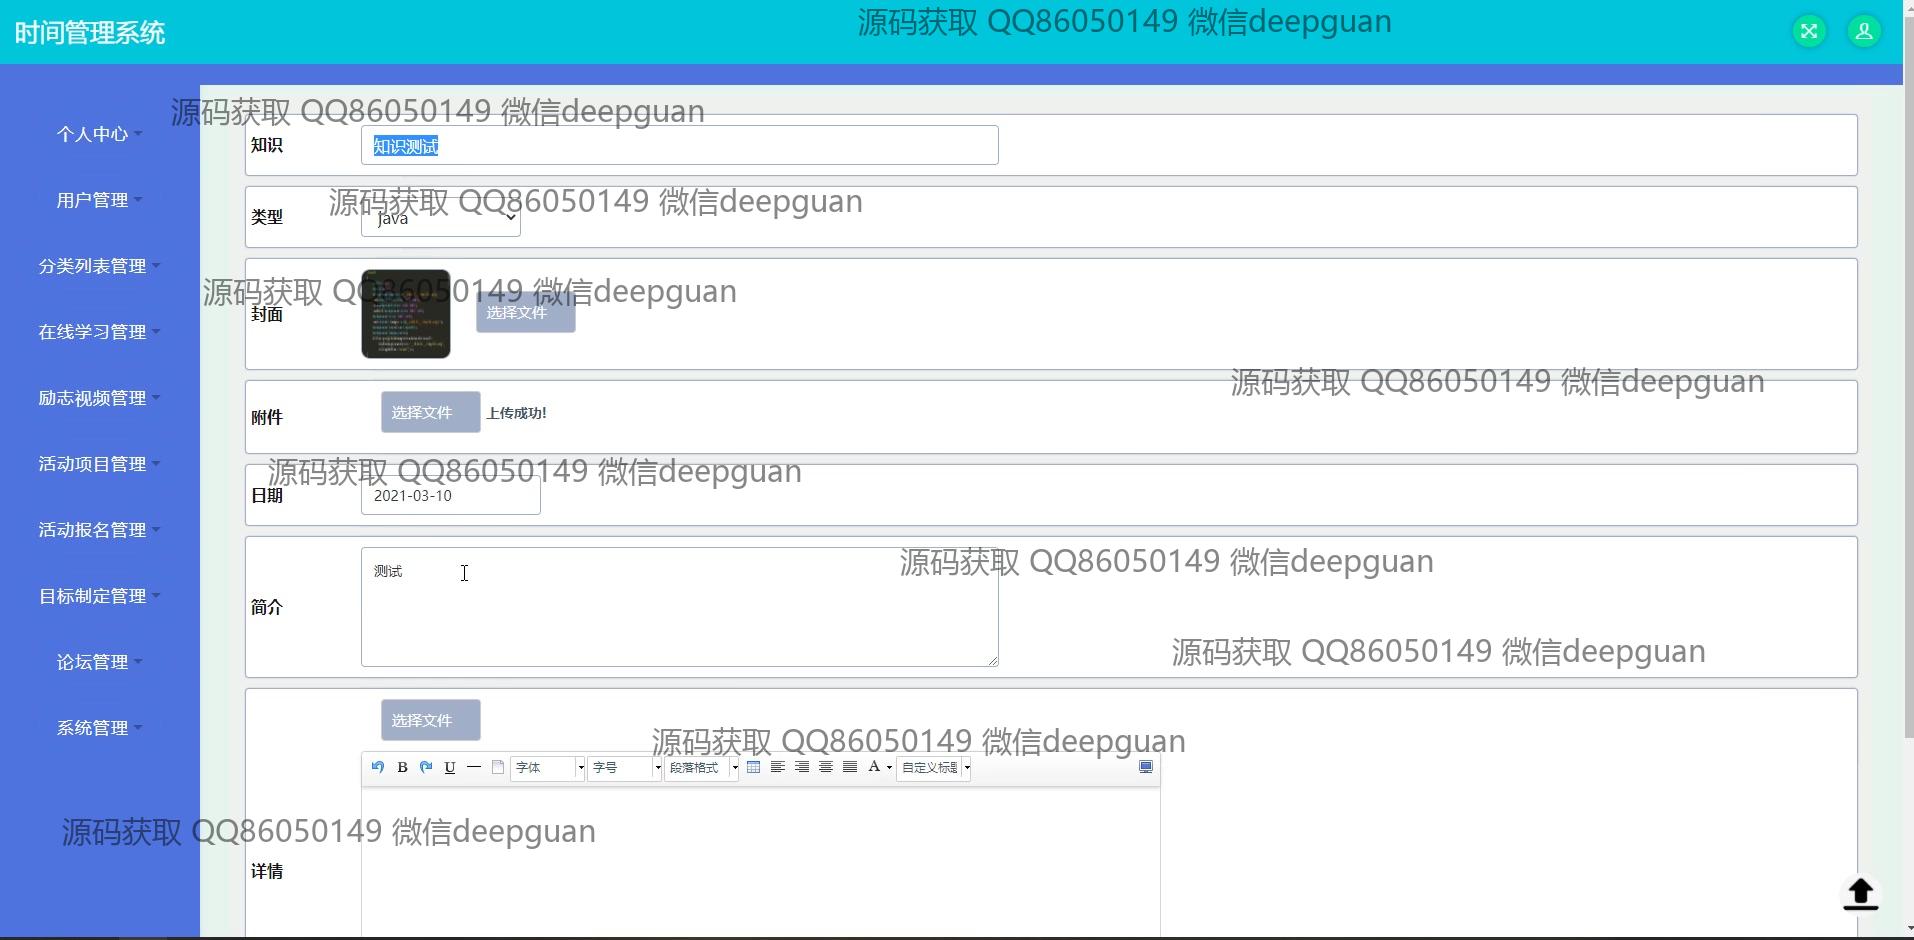 时间管理系统
源码获取 QQ86050149 微信deepguan
源码获取 QQ86050149 微信deepguan
个人中心
知识
知识测试
用户管理
源码获取 QQ86050149 微信deepguan
类型
java
分类列表管理
源码获取 QQ86050149 微信deepguan
封面
选择文件
在线学习管理
源码获取 QQ86050149 微信deepguan
励志视频管理
附件
选择文件 上传成功!
活动项目管理
源码获取 QQ86050149 微信deepguan
日期
2021-03-10
活动报名管理
源码获取 QQ86050149 微信deepguan
测试
目标制定管理
简介
源码获取 QQ86050149 微信deepguan
论坛管理
系统管理
选择文件
源码获取 QQ86050149 微信deepguan
B U 字体 字号 段落格式 A 自定义标题
源码获取 QQ86050149 微信deepguan
详情